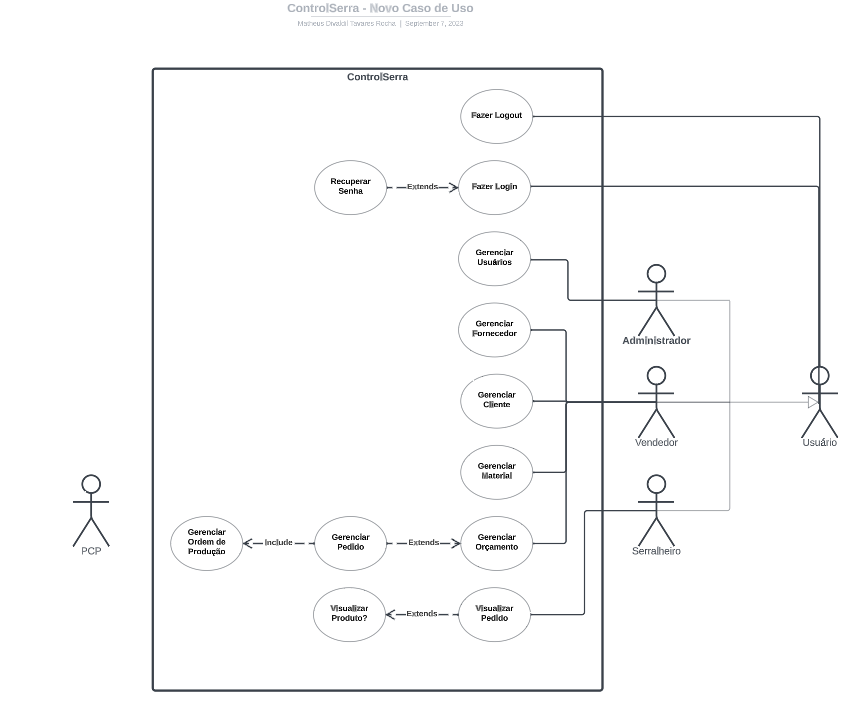 ControlSerra - Novo Caso de Uso
Matheus Divaldil Tavares Rocha | September 7, 2023
ControlSerra
Fazer Logout
Recuperar
Senha
Extends
Fazer Login
Gerenciar
Usuários
Gerenciar
Fornecedor
Administrador
Gerenciar
Cliente
Vendedor
Usuário
Gerenciar
Material
PCP
Gerenciar
Ordem de
Produção
Include
Gerenciar
Pedido
Extends
Gerenciar
Orçamento
Serralheiro
Visualizar
Produto?
Extends
Visualizar
Pedido